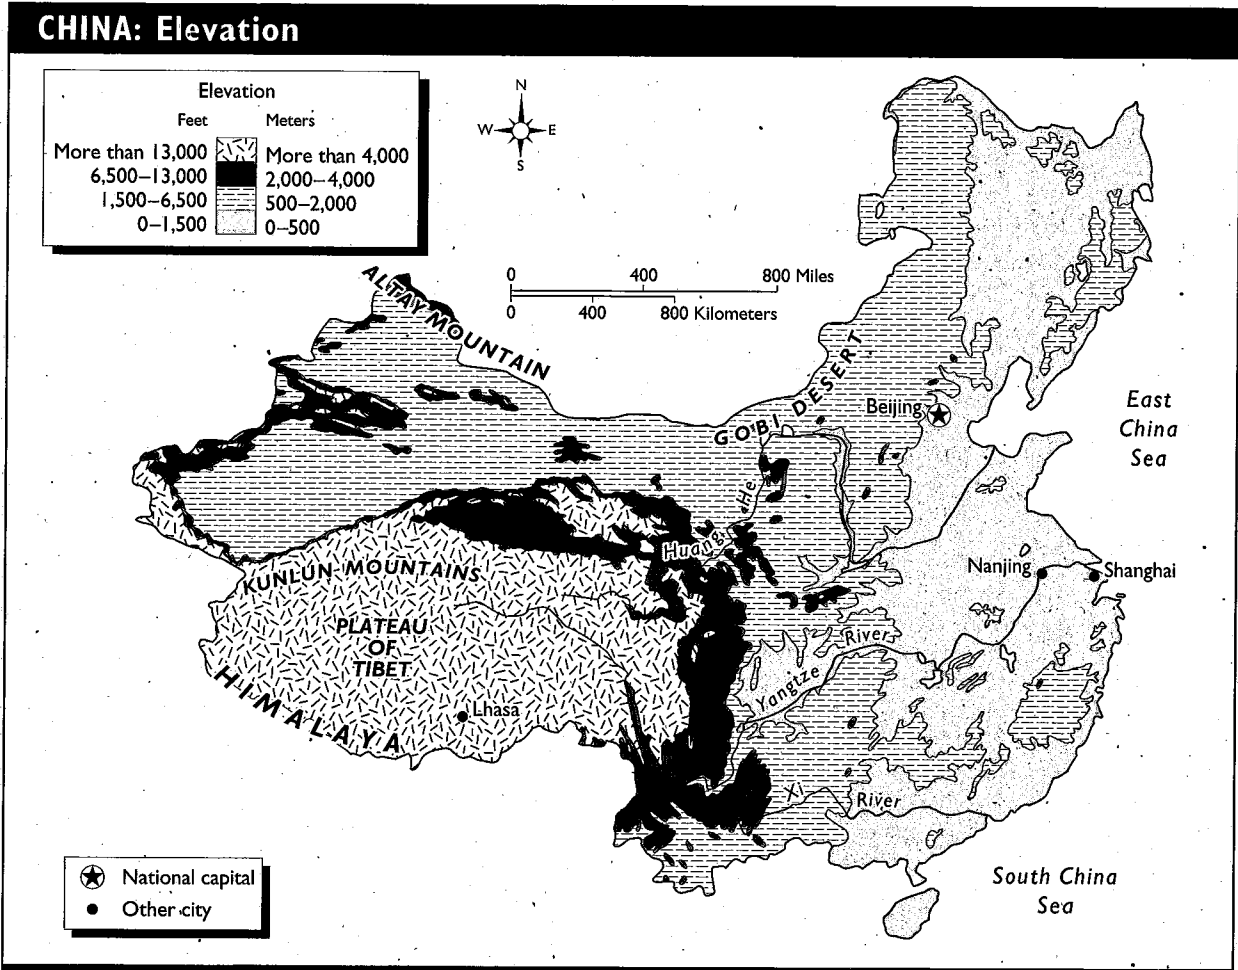 CHINA: Elevation
Elevation
Feet Meters
More than 13,000 More than 4,000
6,500–13,000 2,000–4,000
1,500–6,500 500–2,000
0–1,500 0–500
N
W E
S
0 400 800 Miles
0 400 800 Kilometers
ALTAY MOUNTAIN
GOBI DESERT
Beijing
East
China
Sea
Huang He
Nanjing
Shanghai
KUNLUN MOUNTAINS
PLATEAU
OF
TIBET
Yangtze River
HIMALAYA
Lhasa
Xi River
South China
Sea
National capital
Other city